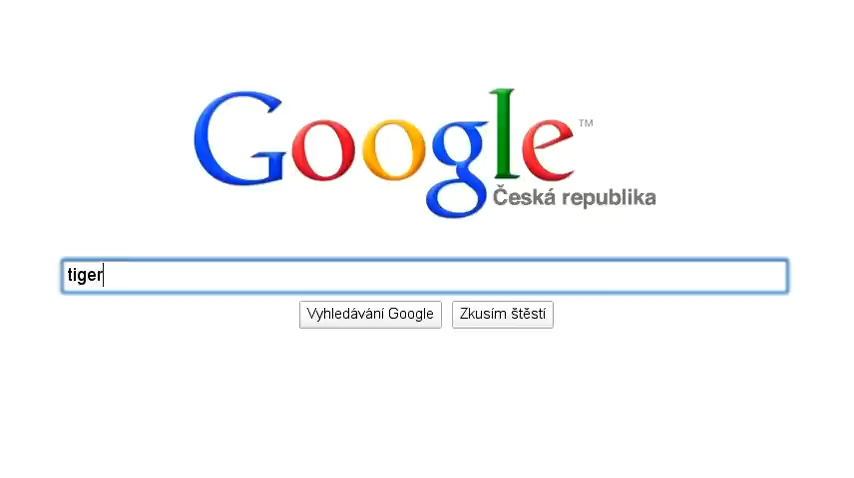 Google™
Česká republika
tiger
Vyhledávání Google
Zkusím štěstí